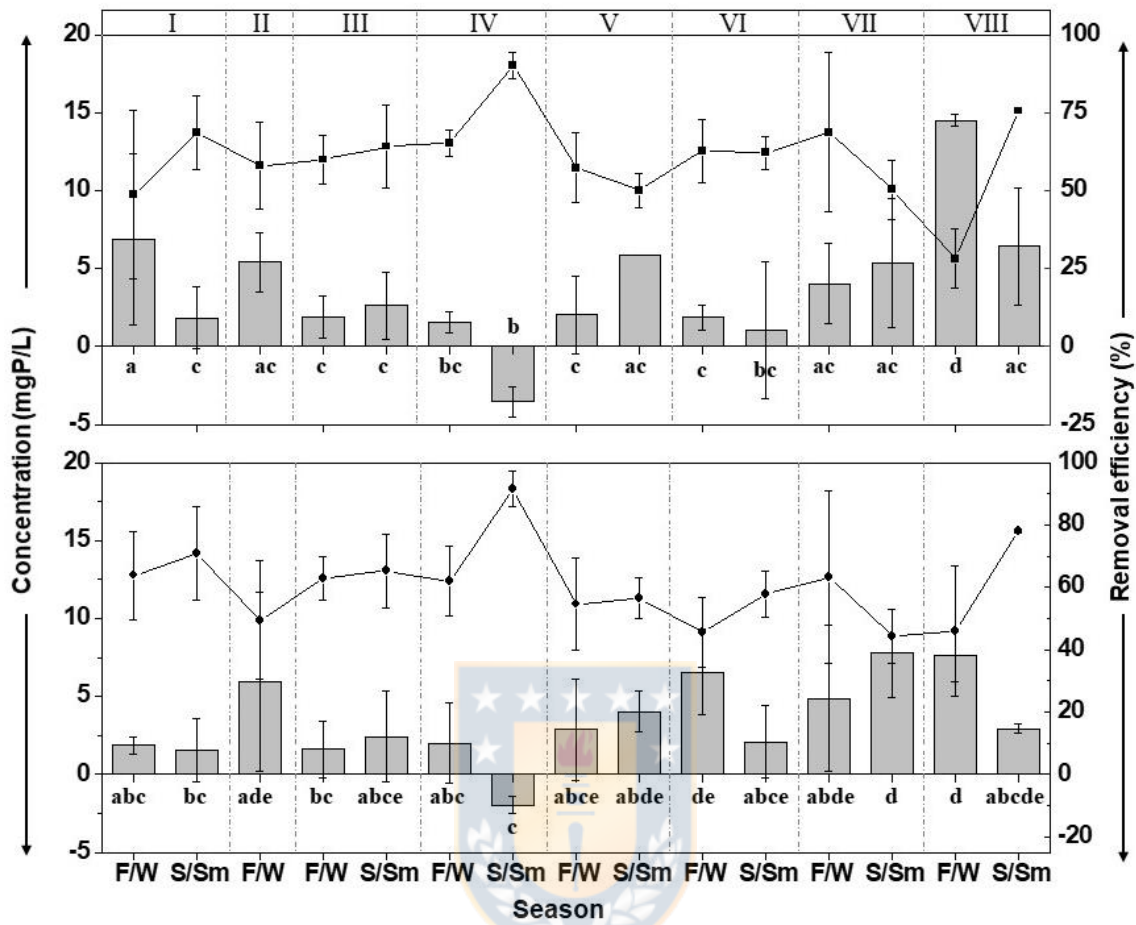 I II III IV V VI VII VIII
20 100
15 75
10 50
5 25
0 0
-5 -25
b
a c ac c c bc c ac c bc ac ac d ac
20 100
80
15
60
10
40
5
20
0 0
-20
-5
abc bc ade bc abce abc abce abde de abce abde d d abcde
c
F/W S/Sm F/W F/W S/Sm F/W S/Sm F/W S/Sm F/W S/Sm F/W S/Sm F/W S/Sm
Season
Concentration (mgP/L)
Removal efficiency (%)